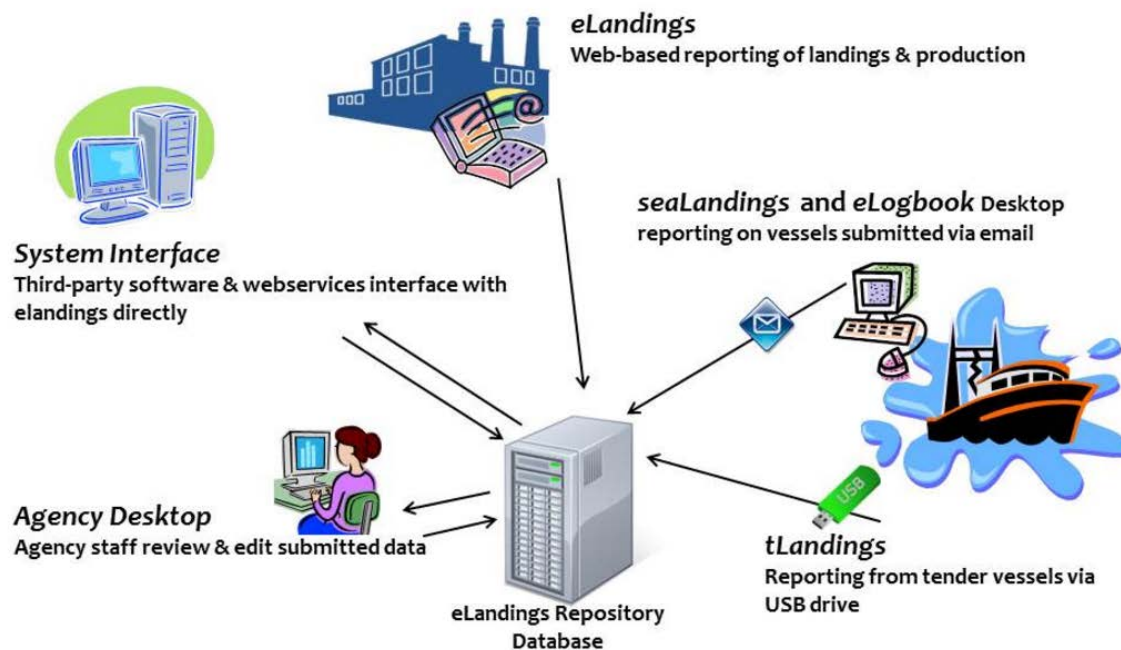 eLandings
Web-based reporting of landings & production
System Interface
Third-party software & webservices interface with
elandings directly
seaLandings and eLogbook Desktop
reporting on vessels submitted via email
Agency Desktop
Agency staff review & edit submitted data
USB
tLandings
Reporting from tender vessels via
USB drive
eLandings Repository
Database
@